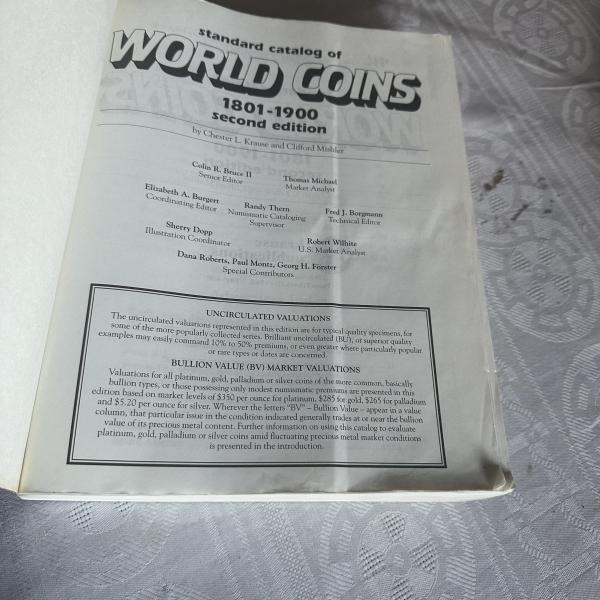 standard catalog of
WORLD COINS
1801-1900
second edition
by Chester L. Krause and Clifford Mishler
Colin R. Bruce II
Senior Editor
Thomas Michael
Market Analyst
Elizabeth A. Burgert
Coordinating Editor
Randy Thern
Numismatic Cataloging
Supervisor
Fred J. Borgmann
Technical Editor
Sherry Dopp
Illustration Coordinator
Robert Wilhite
U.S. Market Analyst
Dana Roberts, Paul Montz, Georg H. Förster
Special Contributors
UNCIRCULATED VALUATIONS
The uncirculated valuations represented in this edition are for typical quality specimens, for
some of the more popularly collected series. Brilliant uncirculated (BU), or superior quality
examples may easily command 10% to 50% premiums, or even greater where particularly popular
or rare types or dates are concerned.
BULLION VALUE (BV) MARKET VALUATIONS
Valuations for all platinum, gold, palladium or silver coins of the more common, basically
bullion types, or those possessing only modest numismatic premiums are presented in this
edition based on market levels of $350 per ounce for platinum, $285 for gold, $265 for palladium
and $5.20 per ounce for silver. Wherever the letters "BV" – Bullion Value – appear in a value
column, that particular issue in the condition indicated generally trades at or near the bullion
value of its precious metal content. Further information on using this catalog to evaluate
platinum, gold, palladium or silver coins amid fluctuating precious metal market conditions
is presented in the introduction.